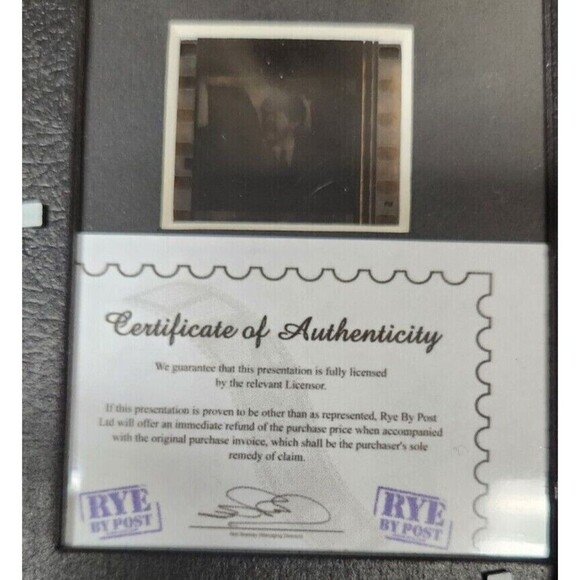 Certificate of Authenticity
We guarantee that this presentation is fully licensed
by the relevant Licensor.
If this presentation is proven to be other than as represented, Rye By Post
Ltd will offer an immediate refund of the purchase price when accompanied
with the original purchase invoice, which shall be the purchaser's sole
remedy of claim.
RYE
BY POST
RYE
BY POST